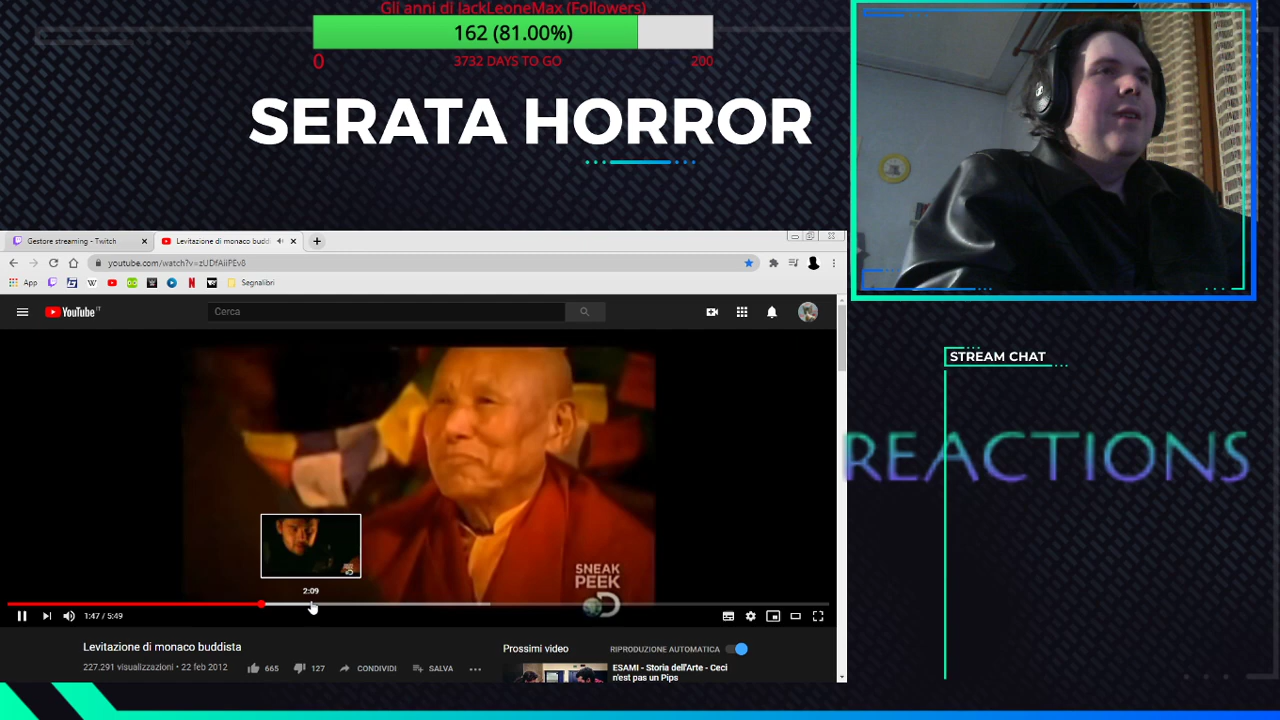 Gli anni di IackLeoneMax (Followers)
162 (81.00%)
0
3732 DAYS TO GO
200
SERATA HORROR
Gestore streaming - Twitch
Levitazione di monaco budd
youtube.com/watch?v=zUDfAiiPEv8
App
Segnalibri
YouTube IT
Cerca
SNEAK
PEEK
2:09
1:47 / 5:49
Levitazione di monaco buddista
227.291 visualizzazioni • 22 feb 2012
665
127
CONDIVIDI
SALVA
Prossimi video
RIPRODUZIONE AUTOMATICA
ESAMI - Storia dell'Arte - Ceci
n'est pas un Pips
STREAM CHAT
REACTIONS